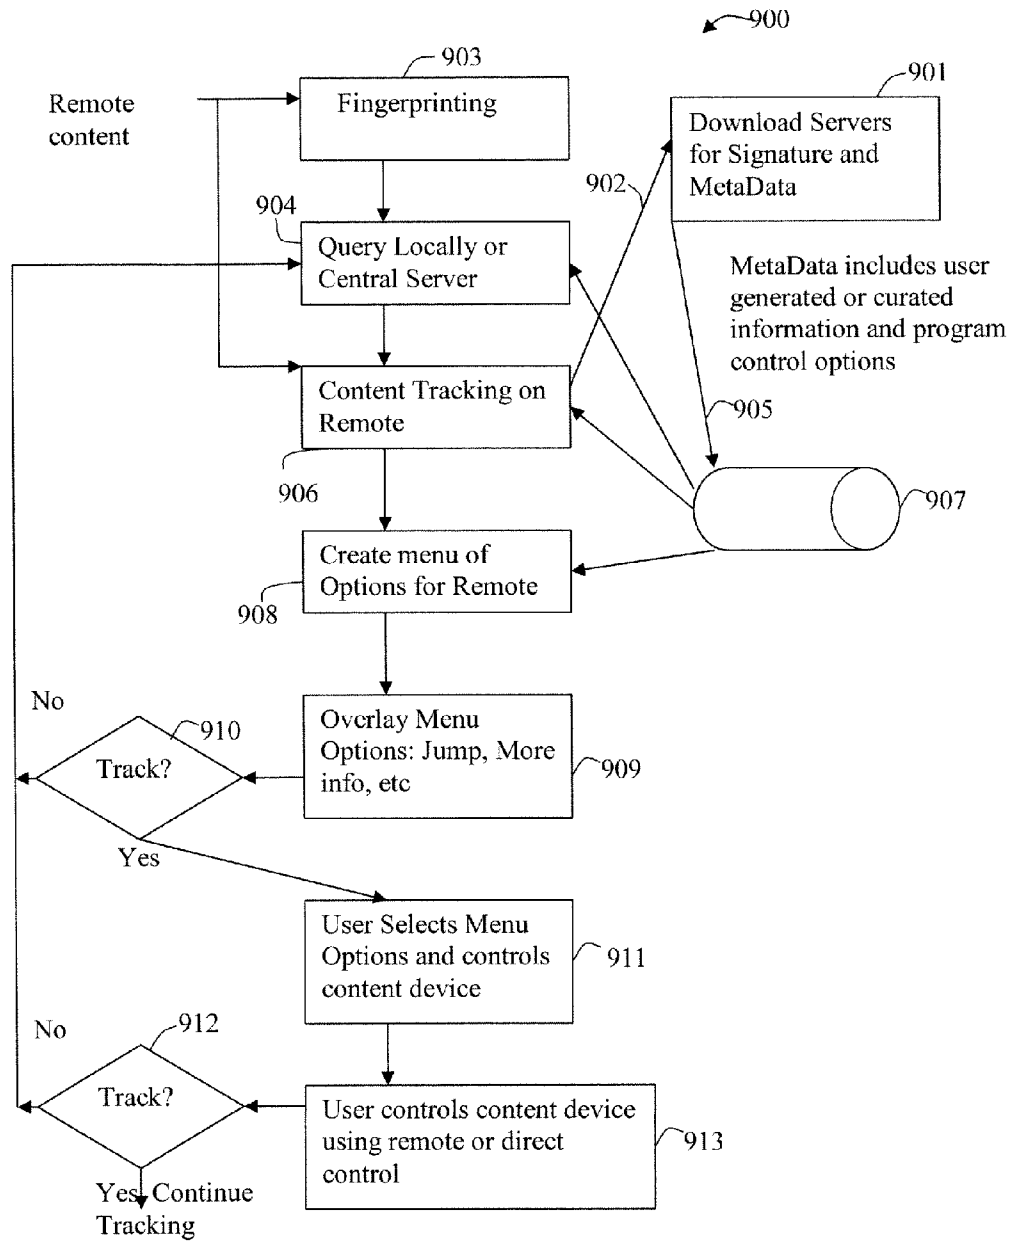 900
903
901
Remote
content
Fingerprinting
Download Servers
for Signature and
MetaData
902
904
Query Locally or
Central Server
MetaData includes user
generated or curated
information and program
control options
Content Tracking on
Remote
905
906
907
Create menu of
Options for Remote
908
No
910
Track?
Overlay Menu
Options: Jump, More
info, etc
909
Yes
User Selects Menu
Options and controls
content device
911
No
912
Track?
User controls content device
using remote or direct
control
913
Yes Continue
Tracking